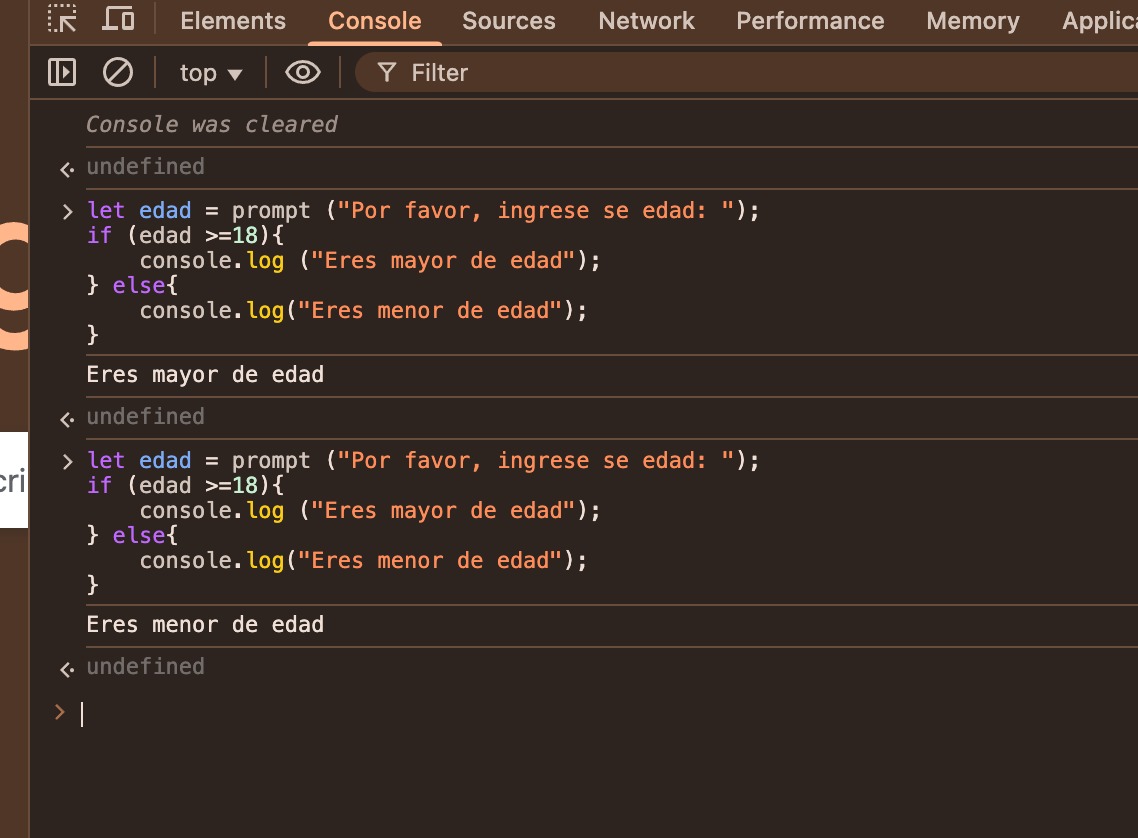 Elements Console Sources Network Performance Memory
top Filter
Console was cleared
undefined
let edad = prompt ("Por favor, ingrese se edad: ");
if (edad >=18){
    console.log ("Eres mayor de edad");
} else{
    console.log("Eres menor de edad");
}
Eres mayor de edad
undefined
let edad = prompt ("Por favor, ingrese se edad: ");
if (edad >=18){
    console.log ("Eres mayor de edad");
} else{
    console.log("Eres menor de edad");
}
Eres menor de edad
undefined